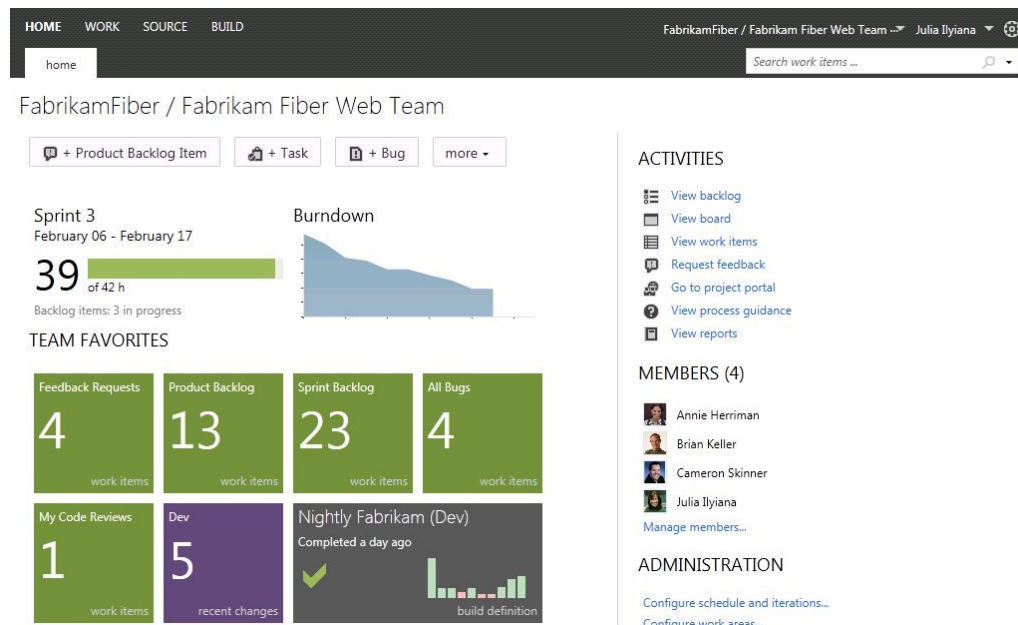 HOME WORK SOURCE BUILD
FabrikamFiber / Fabrikam Fiber Web Team ... Julia Ilyiana
home
Search work items ...
FabrikamFiber / Fabrikam Fiber Web Team
+ Product Backlog Item + Task + Bug more
Sprint 3
February 06 - February 17
39 of 42 h
Backlog items: 3 in progress
Burndown
TEAM FAVORITES
Feedback Requests
4
work items
Product Backlog
13
work items
Sprint Backlog
23
work items
All Bugs
4
work items
My Code Reviews
1
work items
Dev
5
recent changes
Nightly Fabrikam (Dev)
Completed a day ago
build definition
ACTIVITIES
View backlog
View board
View work items
Request feedback
Go to project portal
View process guidance
View reports
MEMBERS (4)
Annie Herriman
Brian Keller
Cameron Skinner
Julia Ilyiana
Manage members...
ADMINISTRATION
Configure schedule and iterations...
Configure work areas...